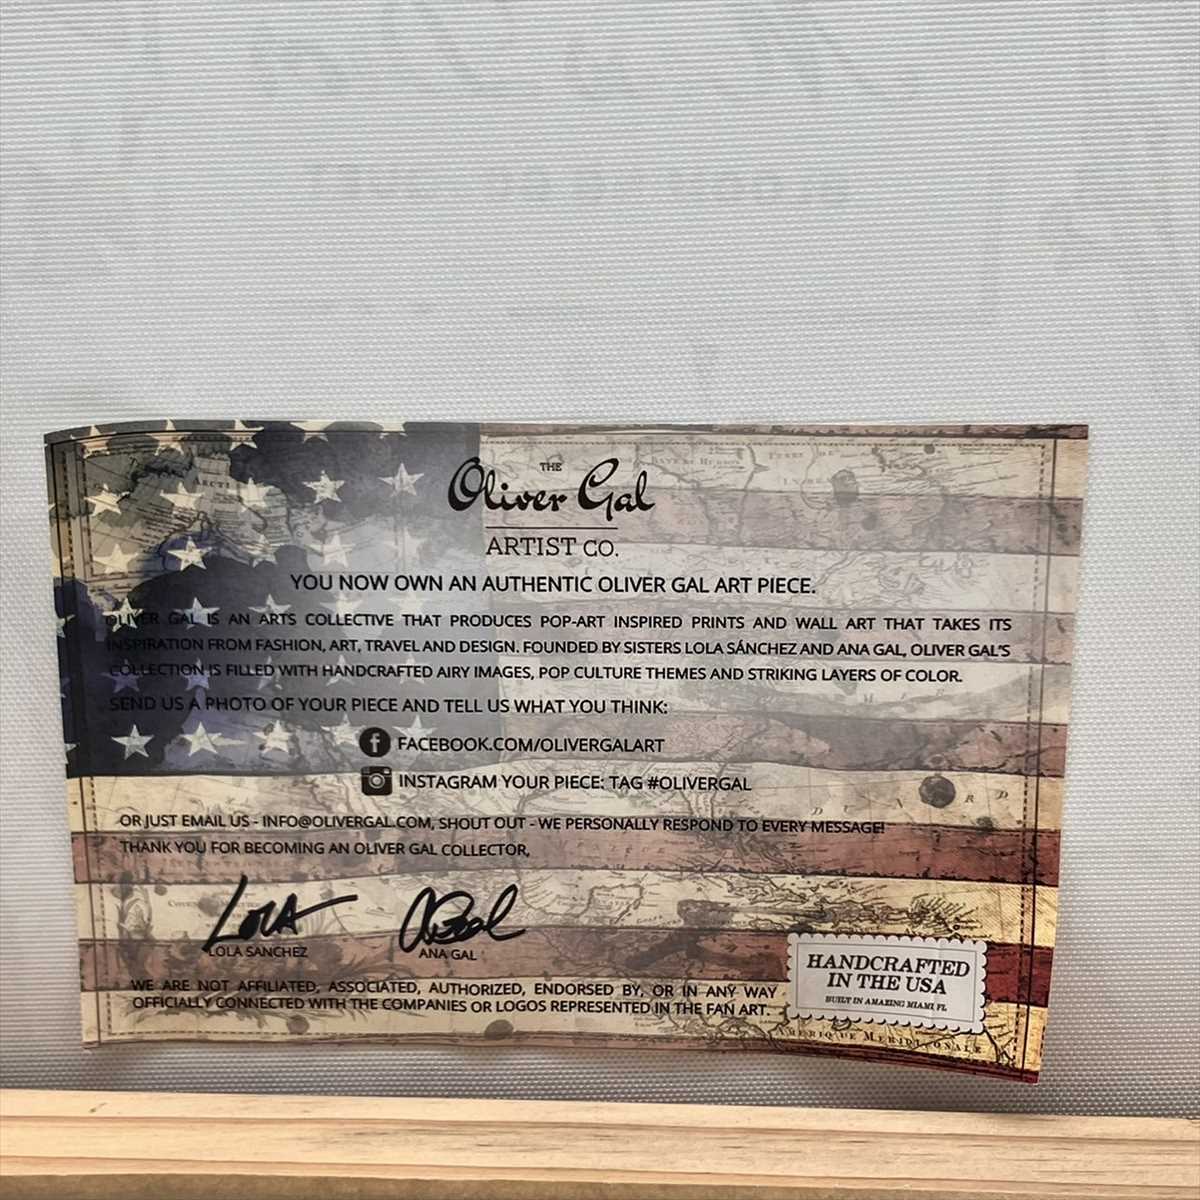 THE
Oliver Gal
ARTIST CO.
YOU NOW OWN AN AUTHENTIC OLIVER GAL ART PIECE.
OLIVER GAL IS AN ARTS COLLECTIVE THAT PRODUCES POP-ART INSPIRED PRINTS AND WALL ART THAT TAKES ITS
INSPIRATION FROM FASHION, ART, TRAVEL AND DESIGN. FOUNDED BY SISTERS LOLA SÁNCHEZ AND ANA GAL, OLIVER GAL'S
COLLECTION IS FILLED WITH HANDCRAFTED AIRY IMAGES, POP CULTURE THEMES AND STRIKING LAYERS OF COLOR.
SEND US A PHOTO OF YOUR PIECE AND TELL US WHAT YOU THINK:
FACEBOOK.COM/OLIVERGALART
INSTAGRAM YOUR PIECE: TAG #OLIVERGAL
OR JUST EMAIL US - INFO@OLIVERGAL.COM, SHOUT OUT - WE PERSONALLY RESPOND TO EVERY MESSAGE!
THANK YOU FOR BECOMING AN OLIVER GAL COLLECTOR,
LOLA
LOLA SANCHEZ
ANA GAL
WE ARE NOT AFFILIATED, ASSOCIATED, AUTHORIZED, ENDORSED BY, OR IN ANY WAY
OFFICIALLY CONNECTED WITH THE COMPANIES OR LOGOS REPRESENTED IN THE FAN ART.
HANDCRAFTED
IN THE USA
BUILT IN AMAZING MIAMI, FL
AMERIQUE MERIDIONALE